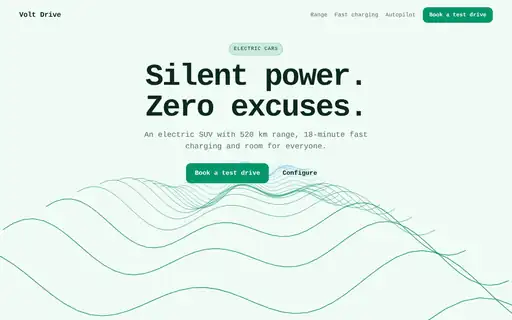 Volt Drive
Range Fast charging Autopilot Book a test drive
ELECTRIC CARS
Silent power.
Zero excuses.
An electric SUV with 520 km range, 18-minute fast
charging and room for everyone.
Book a test drive Configure